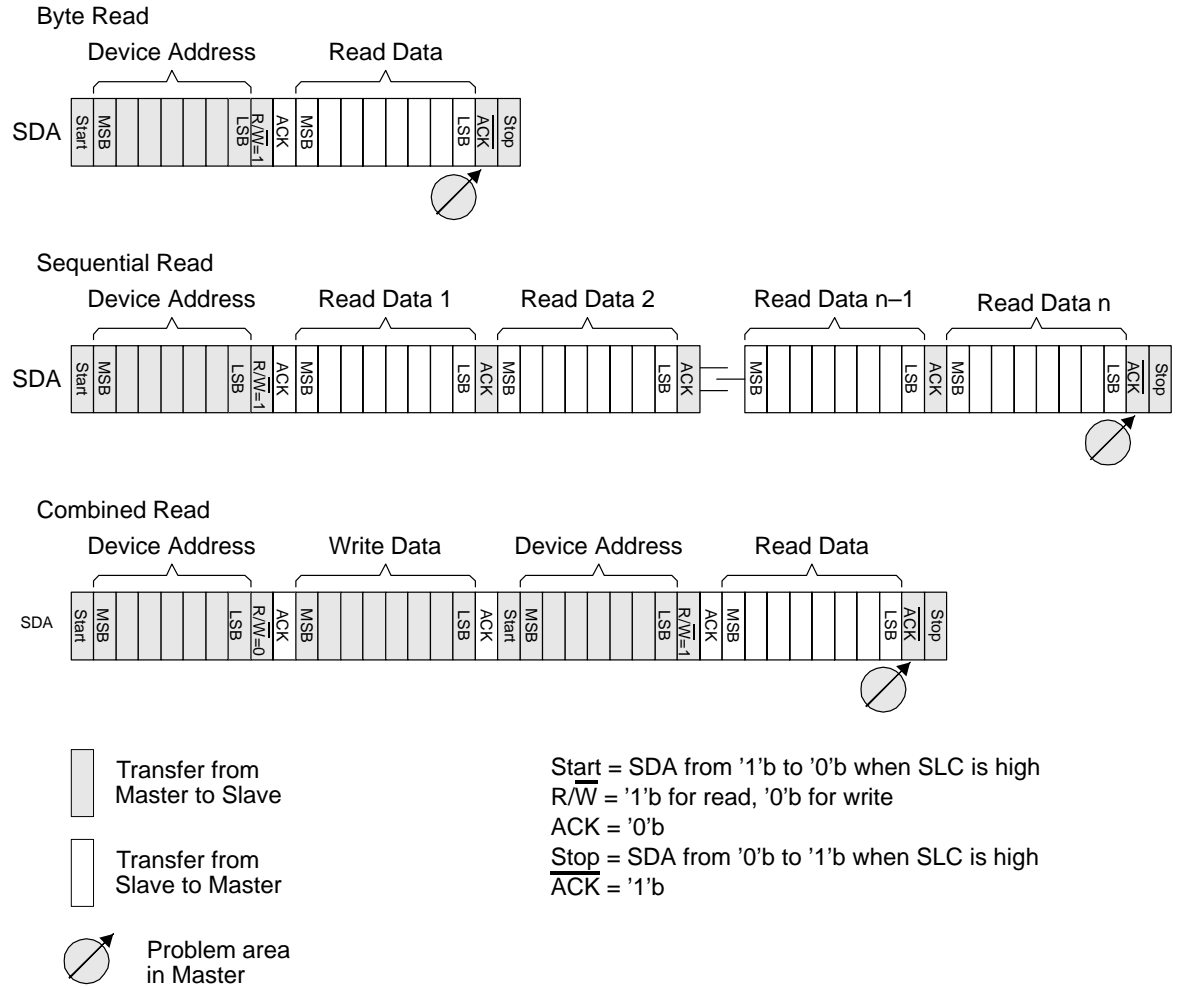 Byte Read
Device Address Read Data
SDA Start MSB LSB R/W̅=1 ACK MSB LSB A̅C̅K̅ Stop
Sequential Read
Device Address Read Data 1 Read Data 2 Read Data n–1 Read Data n
SDA Start MSB LSB R/W̅=1 ACK MSB LSB ACK MSB LSB ACK MSB LSB ACK MSB LSB A̅C̅K̅ Stop
Combined Read
Device Address Write Data Device Address Read Data
SDA Start MSB LSB R/W̅=0 ACK MSB LSB ACK Start MSB LSB R/W̅=1 ACK MSB LSB A̅C̅K̅ Stop
Transfer from
Master to Slave
Transfer from
Slave to Master
Problem area
in Master
Start = SDA from ’1’b to ’0’b when SLC is high
R/W̅ = ’1’b for read, ’0’b for write
ACK = ’0’b
Stop = SDA from ’0’b to ’1’b when SLC is high
A̅C̅K̅ = ’1’b